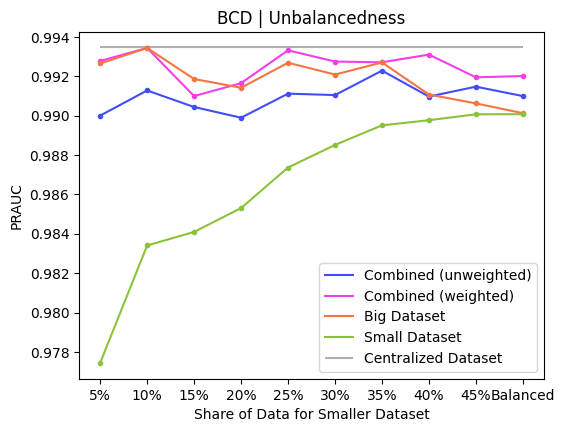 BCD | Unbalancedness
PRAUC
0.994
0.992
0.990
0.988
0.986
0.984
0.982
0.980
0.978
Combined (unweighted)
Combined (weighted)
Big Dataset
Small Dataset
Centralized Dataset
5% 10% 15% 20% 25% 30% 35% 40% 45% Balanced
Share of Data for Smaller Dataset